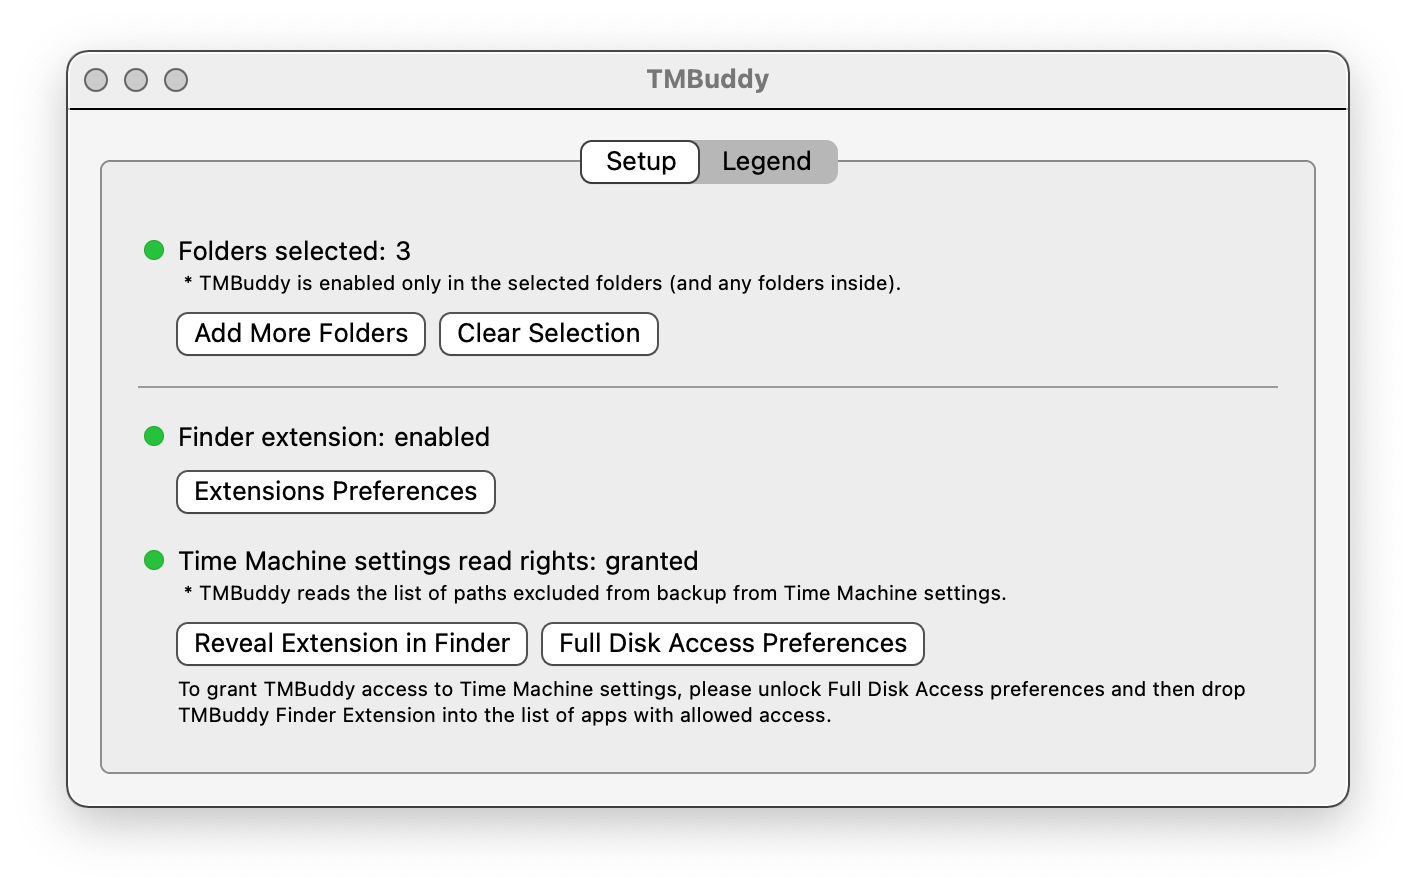 TMBuddy
Setup
Legend
Folders selected: 3
* TMBuddy is enabled only in the selected folders (and any folders inside).
Add More Folders
Clear Selection
Finder extension: enabled
Extensions Preferences
Time Machine settings read rights: granted
* TMBuddy reads the list of paths excluded from backup from Time Machine settings.
Reveal Extension in Finder
Full Disk Access Preferences
To grant TMBuddy access to Time Machine settings, please unlock Full Disk Access preferences and then drop
TMBuddy Finder Extension into the list of apps with allowed access.